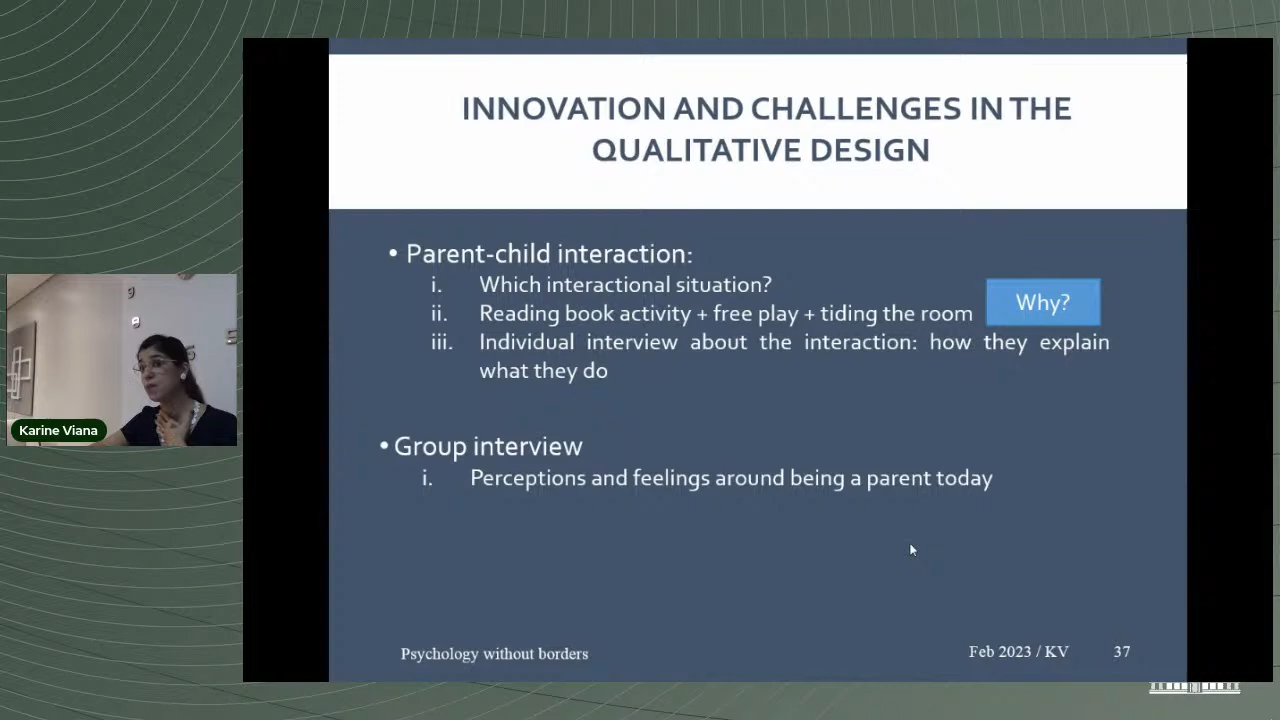 INNOVATION AND CHALLENGES IN THE
QUALITATIVE DESIGN
• Parent-child interaction:
i. Which interactional situation?
ii. Reading book activity + free play + tiding the room
Why?
iii. Individual interview about the interaction: how they explain
what they do
Karine Viana
• Group interview
i. Perceptions and feelings around being a parent today
Psychology without borders
Feb 2023 / KV
37